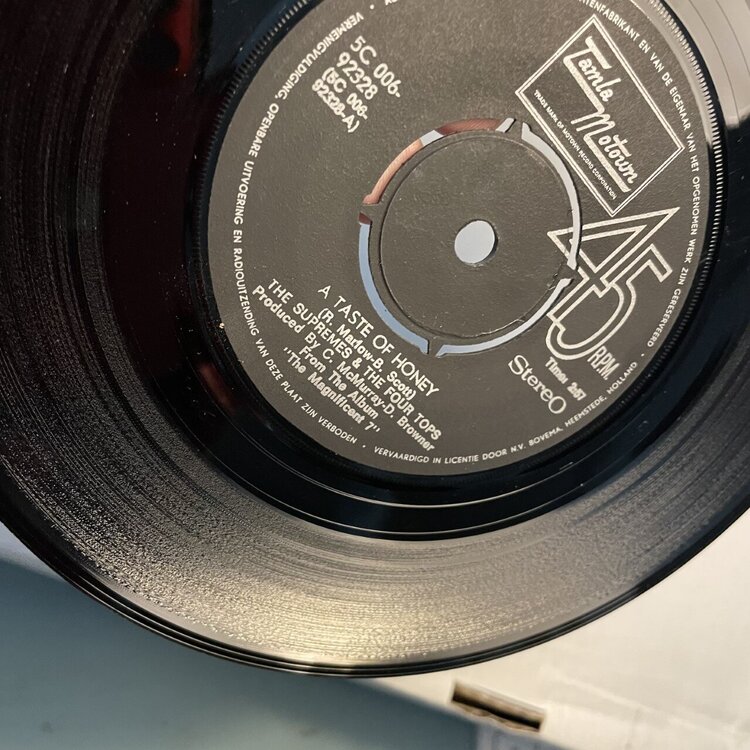 Tamla
Motown
TRADE MARK OF MOTOWN RECORD CORPORATION
5C 006-
92328
(5C 006-
92328-A)
45
RPM
Time: 2:57
StereO
A TASTE OF HONEY
(R. Marlow-B. Scott)
THE SUPREMES & THE FOUR TOPS
Produced By C. McMurray-D. Browner
From The Album
"The Magnificent 7"
EN VAN DE EIGENAAR VAN HET OPGENOMEN WERK ZIJN GERESERVEERD
VERMENIGVULDIGING, OPENBARE UITVOERING EN RADIOUITZENDING VAN DEZE PLAAT ZIJN VERBODEN • VERVAARDIGD IN LICENTIE DOOR N.V. BOVEMA, HEEMSTEDE, HOLLAND •